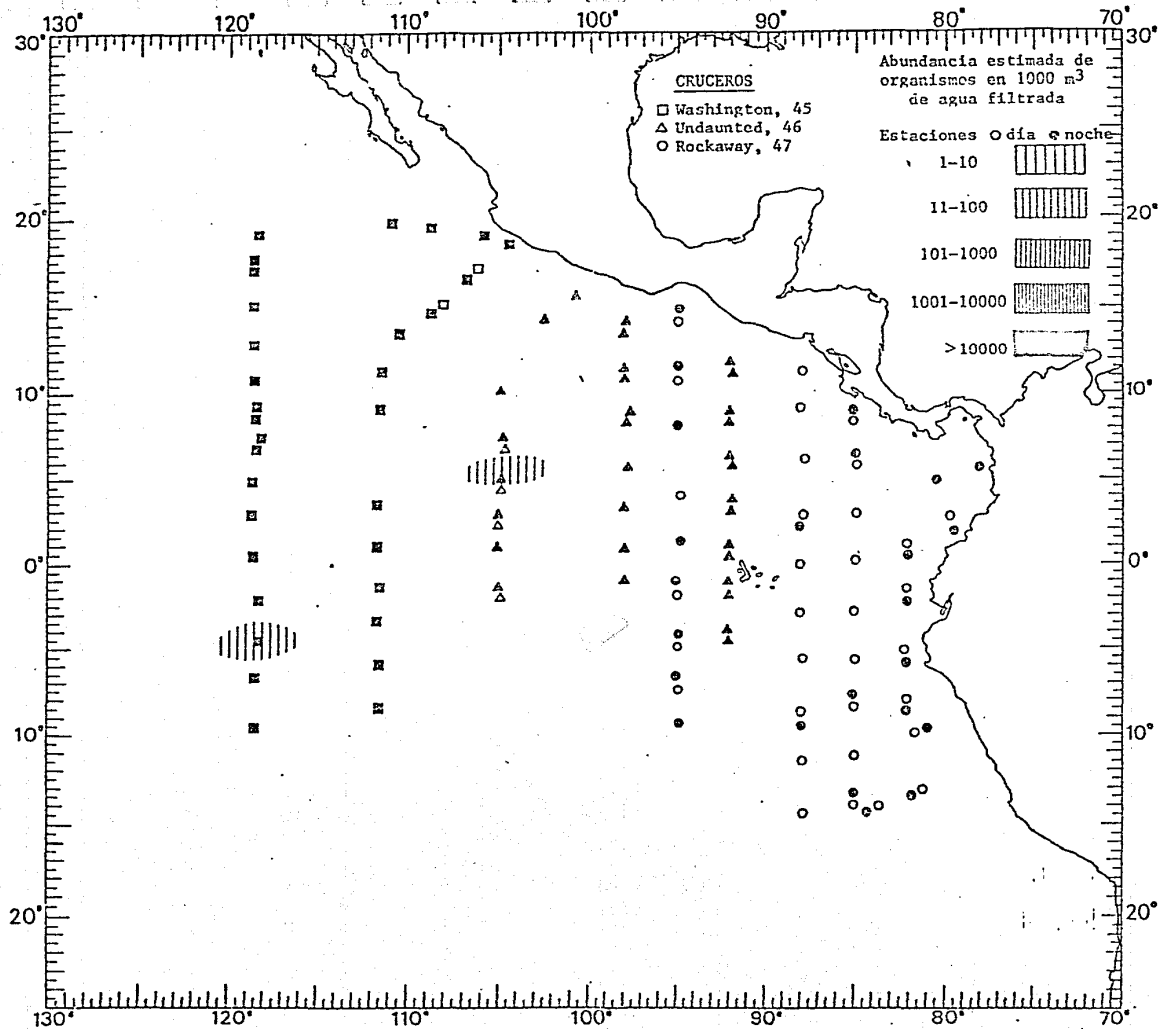 130° 120° 110° 100° 90° 80° 70°
30° 30°
CRUCEROS
□ Washington, 45
△ Undaunted, 46
○ Rockaway, 47
Abundancia estimada de
organismos en 1000 m³
de agua filtrada
Estaciones ○ día ● noche
1-10
11-100
101-1000
1001-10000
>10000
20° 20°
10° 10°
0° 0°
10° 10°
20° 20°
130° 120° 110° 100° 90° 80° 70°